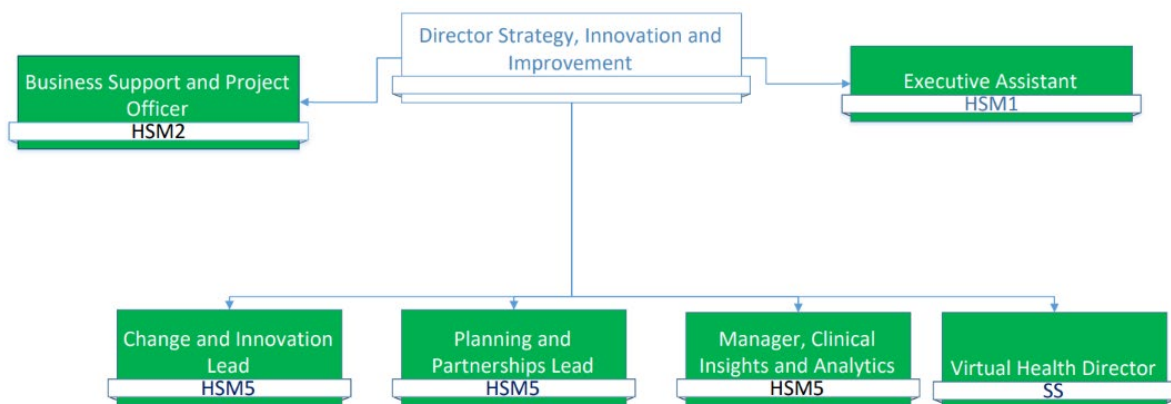 Director Strategy, Innovation and
Improvement
Business Support and Project
Officer
HSM2
Executive Assistant
HSM1
Change and Innovation
Lead
HSM5
Planning and
Partnerships Lead
HSM5
Manager, Clinical
Insights and Analytics
HSM5
Virtual Health Director
SS